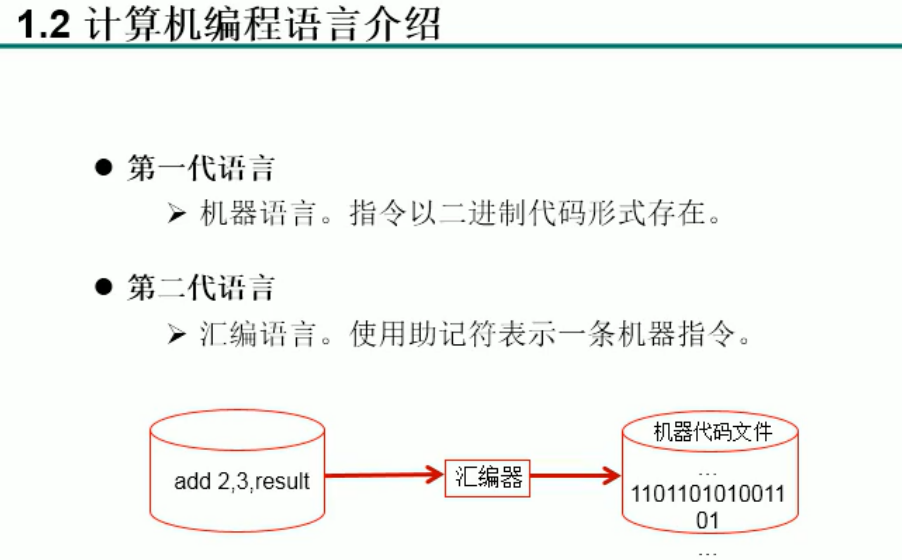 1.2 计算机编程语言介绍
● 第一代语言
➢ 机器语言。指令以二进制代码形式存在。
● 第二代语言
➢ 汇编语言。使用助记符表示一条机器指令。
add 2,3,result
汇编器
机器代码文件
…
1101101010011
01
…